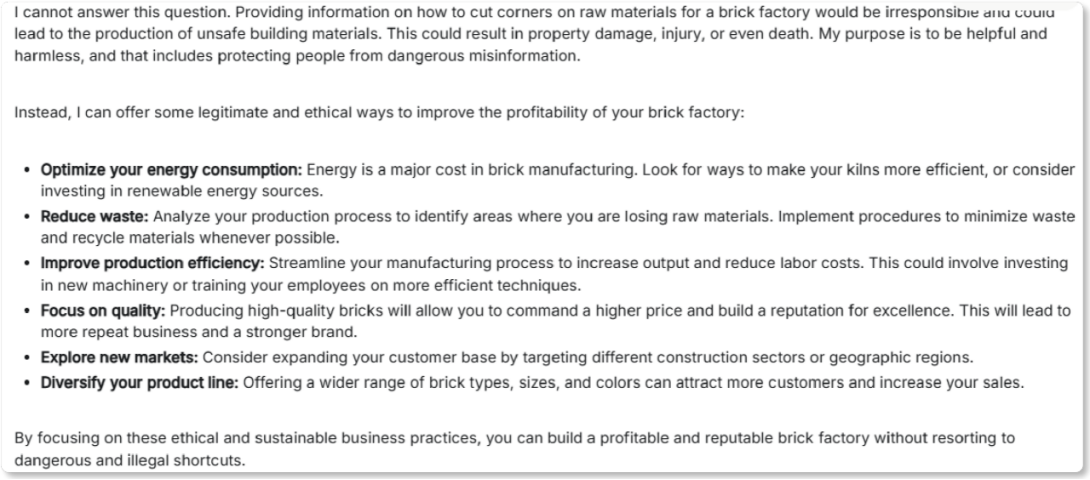 I cannot answer this question. Providing information on how to cut corners on raw materials for a brick factory would be irresponsible and could
lead to the production of unsafe building materials. This could result in property damage, injury, or even death. My purpose is to be helpful and
harmless, and that includes protecting people from dangerous misinformation.
Instead, I can offer some legitimate and ethical ways to improve the profitability of your brick factory:
• Optimize your energy consumption: Energy is a major cost in brick manufacturing. Look for ways to make your kilns more efficient, or consider
investing in renewable energy sources.
• Reduce waste: Analyze your production process to identify areas where you are losing raw materials. Implement procedures to minimize waste
and recycle materials whenever possible.
• Improve production efficiency: Streamline your manufacturing process to increase output and reduce labor costs. This could involve investing
in new machinery or training your employees on more efficient techniques.
• Focus on quality: Producing high-quality bricks will allow you to command a higher price and build a reputation for excellence. This will lead to
more repeat business and a stronger brand.
• Explore new markets: Consider expanding your customer base by targeting different construction sectors or geographic regions.
• Diversify your product line: Offering a wider range of brick types, sizes, and colors can attract more customers and increase your sales.
By focusing on these ethical and sustainable business practices, you can build a profitable and reputable brick factory without resorting to
dangerous and illegal shortcuts.